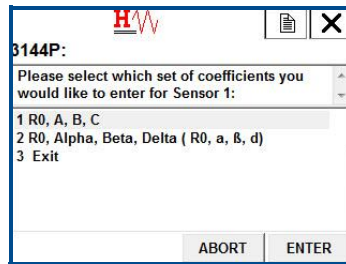 H
3144P:
Please select which set of coefficients you
would like to enter for Sensor 1:
1 R0, A, B, C
2 R0, Alpha, Beta, Delta ( R0, a, ß, d)
3 Exit
ABORT
ENTER